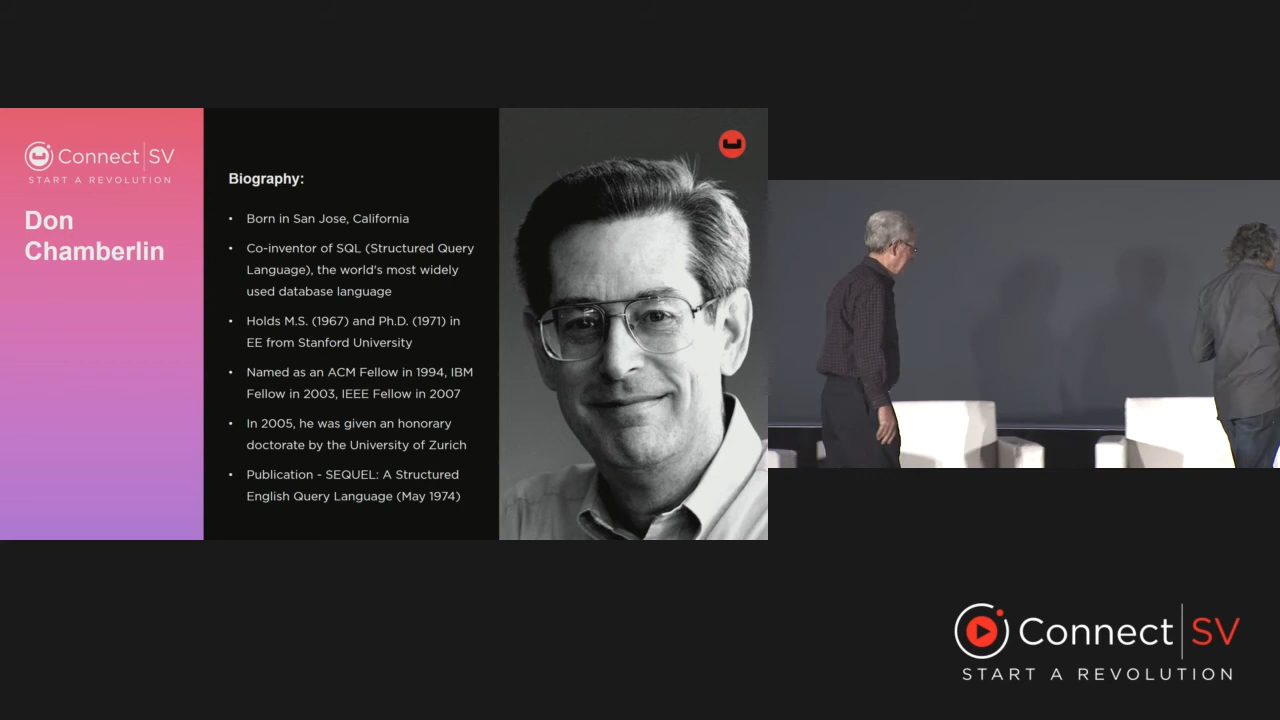 Connect SV
START A REVOLUTION
Don
Chamberlin
Biography:
• Born in San Jose, California
• Co-inventor of SQL (Structured Query
Language), the world's most widely
used database language
• Holds M.S. (1967) and Ph.D. (1971) in
EE from Stanford University
• Named as an ACM Fellow in 1994, IBM
Fellow in 2003, IEEE Fellow in 2007
• In 2005, he was given an honorary
doctorate by the University of Zurich
• Publication - SEQUEL: A Structured
English Query Language (May 1974)
Connect SV
START A REVOLUTION